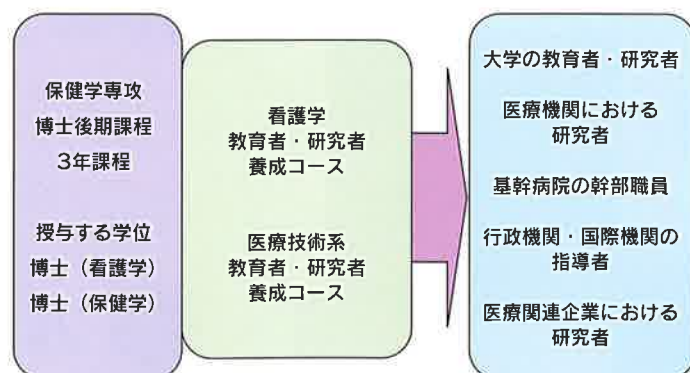 保健学専攻
博士後期課程
3年課程
授与する学位
博士（看護学）
博士（保健学）
看護学
教育者・研究者
養成コース
医療技術系
教育者・研究者
養成コース
大学の教育者・研究者
医療機関における
研究者
基幹病院の幹部職員
行政機関・国際機関の
指導者
医療関連企業における
研究者